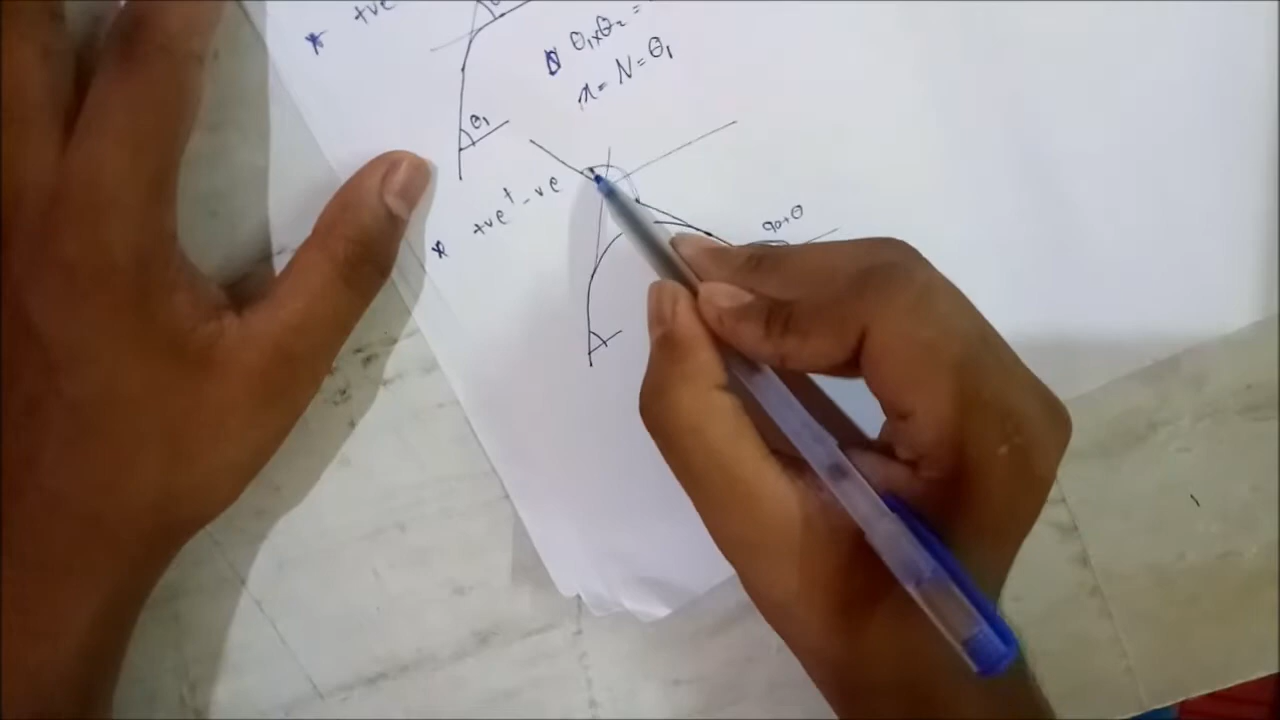 * +ve
θ₁×θ₂ =
x = N = θ₁
θ₁
* +ve + -ve
90+θ